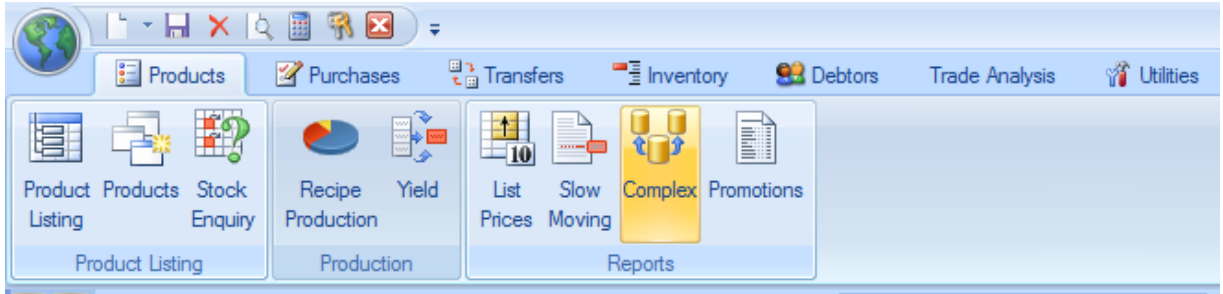 Products Purchases Transfers Inventory Debtors Trade Analysis Utilities
Product Listing Products Stock Enquiry Recipe Production Yield List Prices 10 Slow Moving Complex Promotions
Product Listing Production Reports